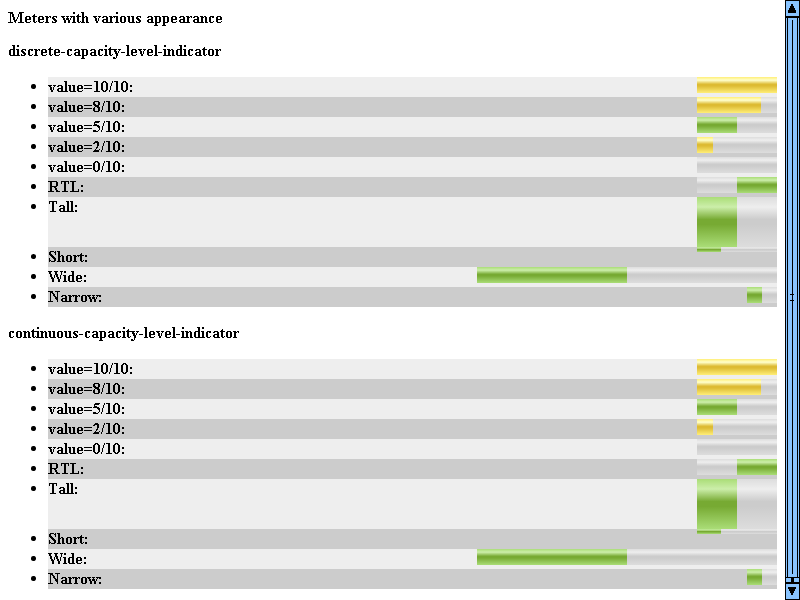 Meters with various appearance
discrete-capacity-level-indicator
value=10/10:
value=8/10:
value=5/10:
value=2/10:
value=0/10:
RTL:
Tall:
Short:
Wide:
Narrow:
continuous-capacity-level-indicator
value=10/10:
value=8/10:
value=5/10:
value=2/10:
value=0/10:
RTL:
Tall:
Short:
Wide:
Narrow: